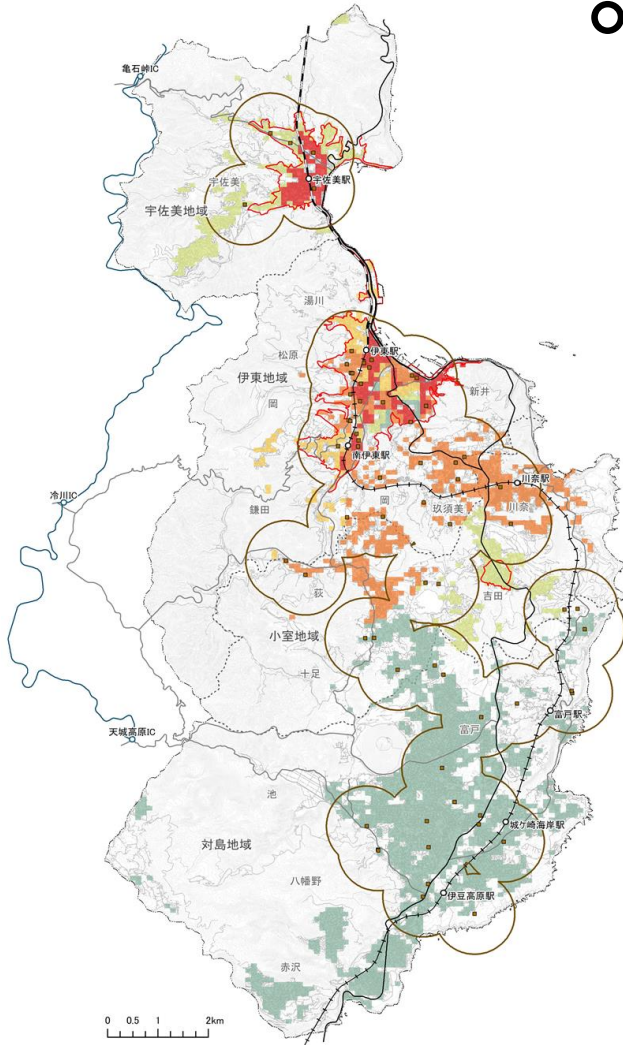 亀石峠IC
宇佐美駅
宇佐美
宇佐美地域
湯川
伊東駅
松原
伊東地域
新井
岡
南伊東駅
川奈駅
冷川IC
鎌田
岡
玖須美
川奈
荻
吉田
小室地域
十足
富戸駅
富戸
天城高原IC
池
城ケ崎海岸駅
対島地域
八幡野
伊豆高原駅
赤沢
0 0.5 1 2km